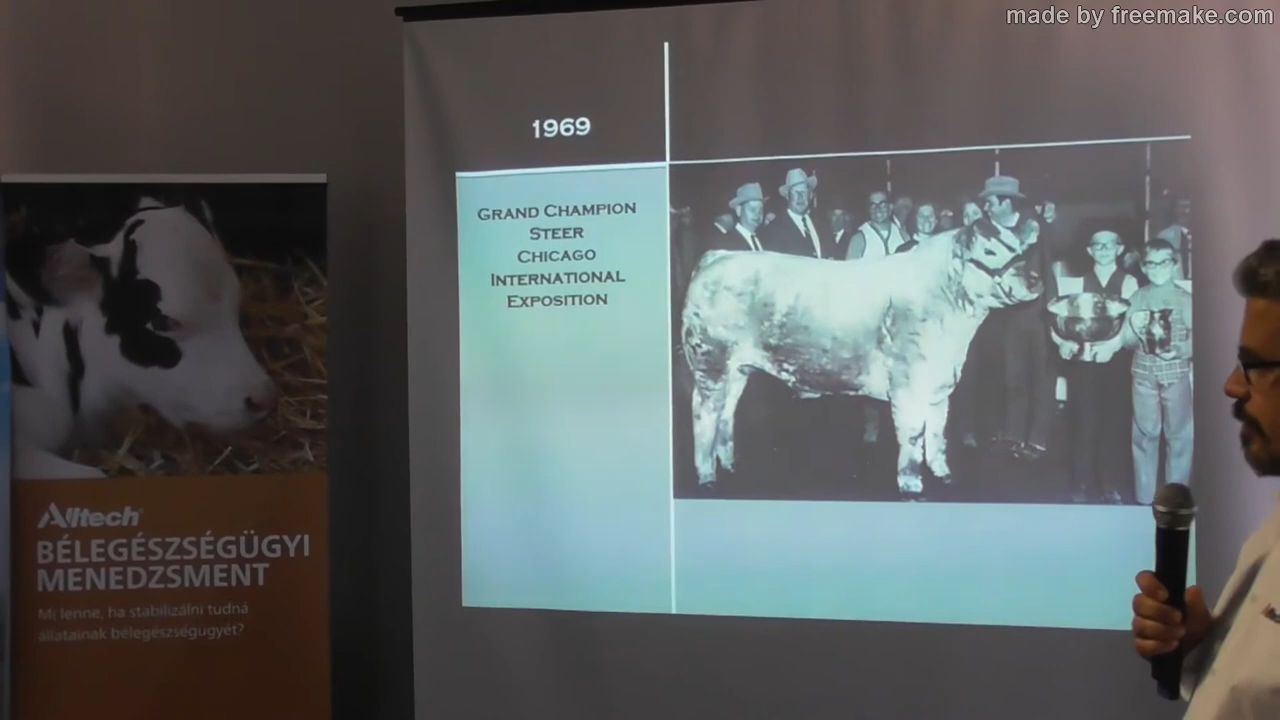 made by freemake.com
1969
GRAND CHAMPION
STEER
CHICAGO
INTERNATIONAL
EXPOSITION
Alltech
BÉLEGÉSZSÉGÜGYI
MENEDZSMENT
Mi lenne, ha stabilizálni tudná
állatainak bélegészségügyét?